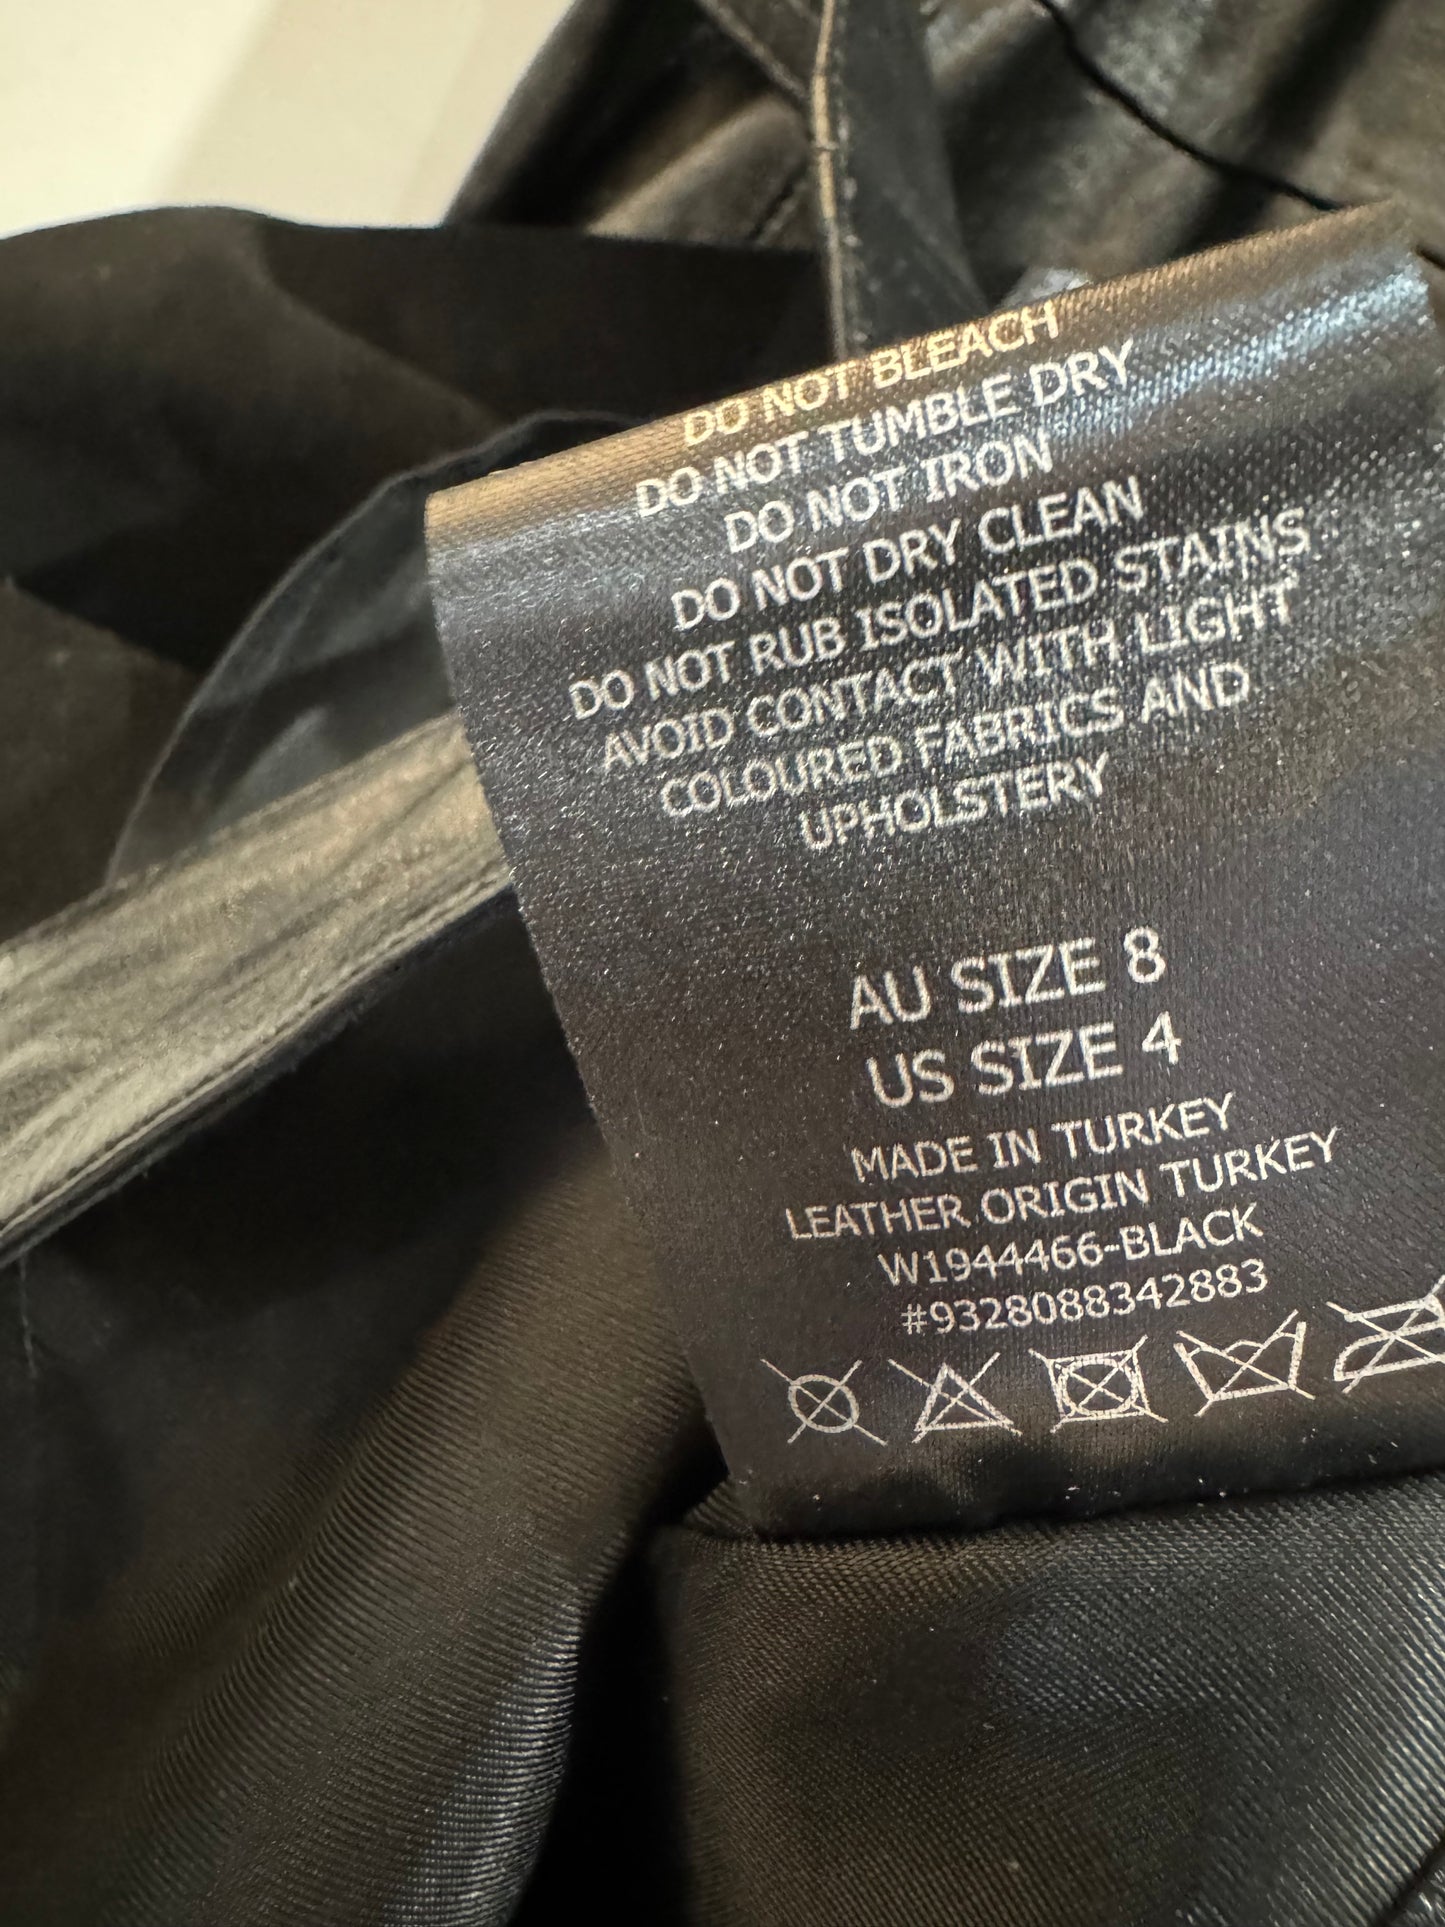 DO NOT BLEACH
DO NOT TUMBLE DRY
DO NOT IRON
DO NOT DRY CLEAN
DO NOT RUB ISOLATED STAINS
AVOID CONTACT WITH LIGHT
COLOURED FABRICS AND
UPHOLSTERY
AU SIZE 8
US SIZE 4
MADE IN TURKEY
LEATHER ORIGIN TURKEY
W1944466-BLACK
#9328088342883